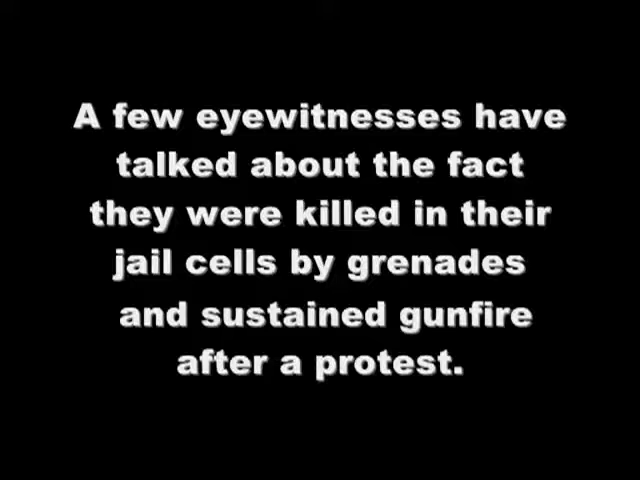 A few eyewitnesses have
talked about the fact
they were killed in their
jail cells by grenades
and sustained gunfire
after a protest.